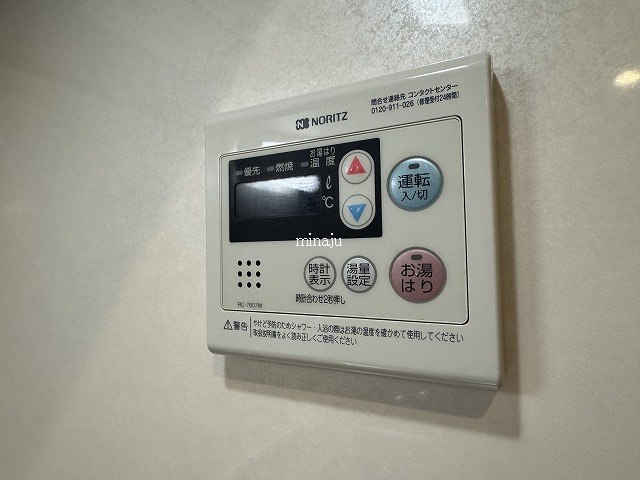 NORITZ
問合せ連絡先 コンタクトセンター
0120-911-026 (修理受付24時間)
お湯はり
優先 燃焼 温度
ℓ
℃
運転
入/切
minaju
時計
表示
湯量
設定
お湯
はり
時計合わせ2秒押し
RC-7607M
⚠警告
やけど予防のためシャワー・入浴の際はお湯の温度を確かめて使用してください
取扱説明書をよく読み正しくご使用ください